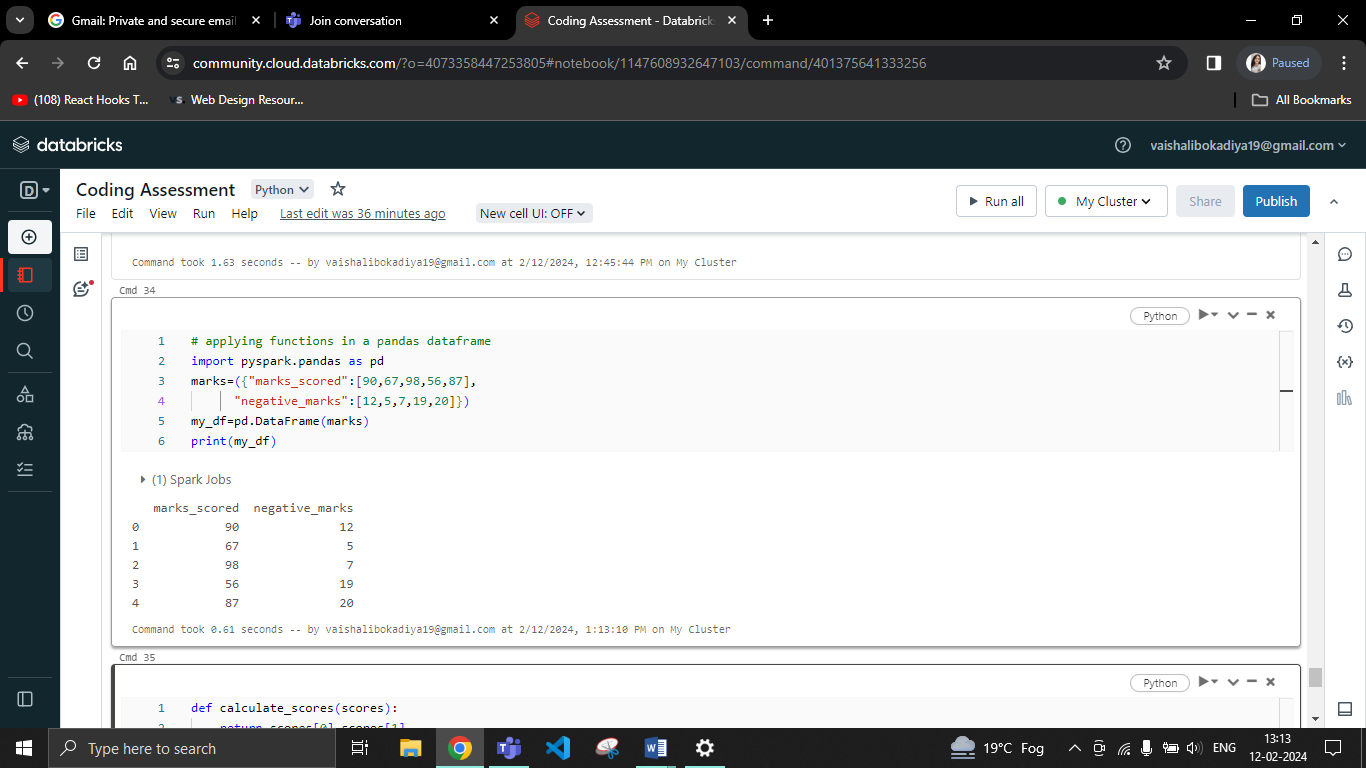 Gmail: Private and secure email
Join conversation
Coding Assessment - Databrick
community.cloud.databricks.com/?o=4073358447253805#notebook/1147608932647103/command/401375641333256
Paused
(108) React Hooks T...
VS
Web Design Resour...
All Bookmarks
databricks
vaishalibokadiya19@gmail.com
D
Coding Assessment
Python
File Edit View Run Help
Last edit was 36 minutes ago
New cell UI: OFF
Run all
My Cluster
Share
Publish
Command took 1.63 seconds -- by vaishalibokadiya19@gmail.com at 2/12/2024, 12:45:44 PM on My Cluster
Cmd 34
Python
1 # applying functions in a pandas dataframe
2 import pyspark.pandas as pd
3 marks=({"marks_scored":[90,67,98,56,87],
4 "negative_marks":[12,5,7,19,20]})
5 my_df=pd.DataFrame(marks)
6 print(my_df)
(1) Spark Jobs
marks_scored negative_marks
0 90 12
1 67 5
2 98 7
3 56 19
4 87 20
Command took 0.61 seconds -- by vaishalibokadiya19@gmail.com at 2/12/2024, 1:13:10 PM on My Cluster
Cmd 35
Python
1 def calculate_scores(scores):
2 return scores[0]-scores[1]
Type here to search
19°C Fog
ENG
13:13
12-02-2024